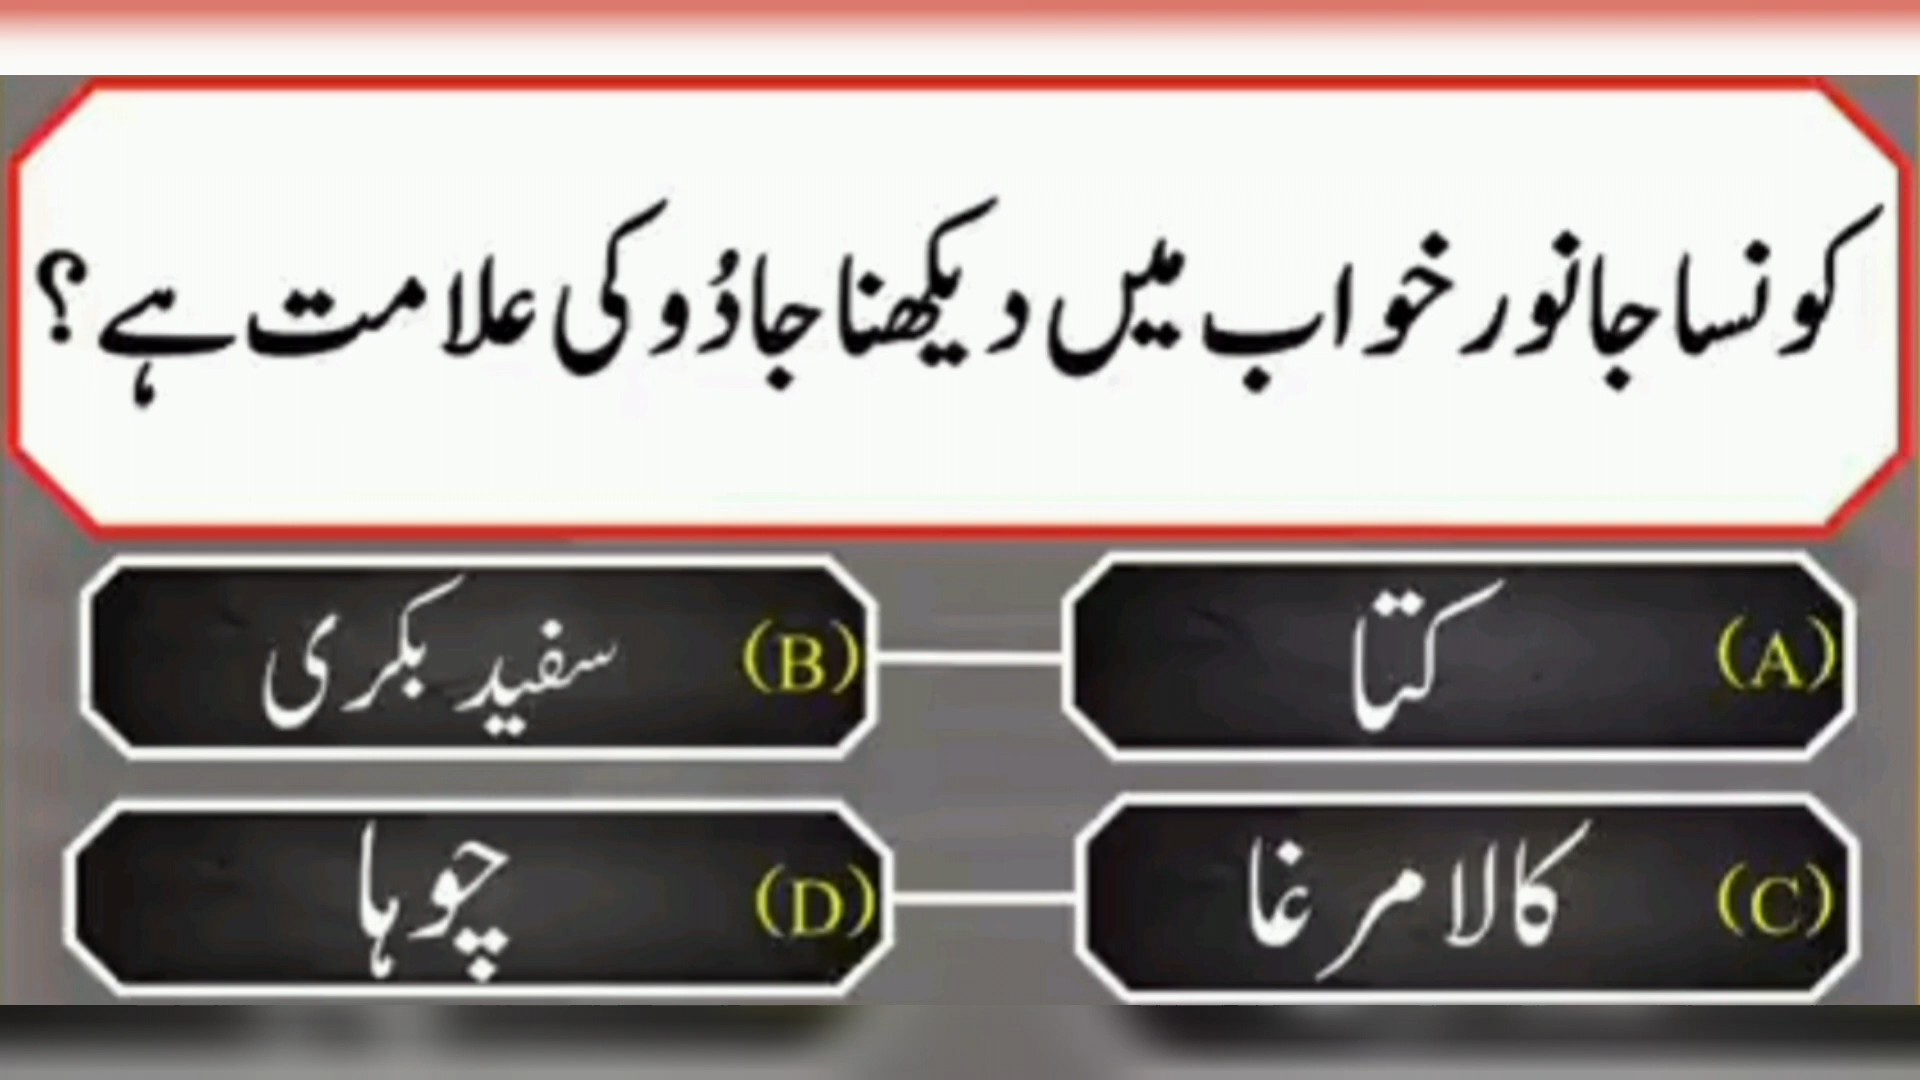 کونسا جانور خواب میں دیکھنا جادُو کی علامت ہے ؟
(A) کتا
(B) سفید بکری
(C) کالا مرغا
(D) چوہا